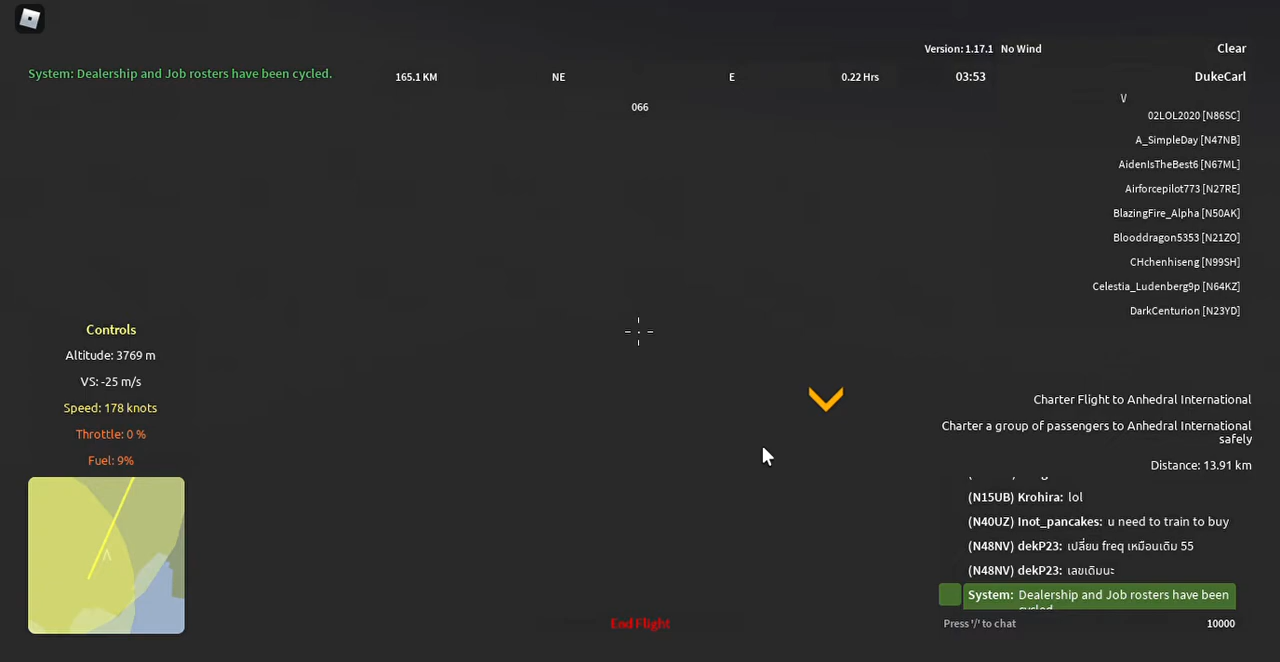 Version: 1.17.1 No Wind Clear
System: Dealership and Job rosters have been cycled.
165.1 KM NE E 0.22 Hrs 03:53 DukeCarl
066
V
02LOL2020 [N86SC]
A_SimpleDay [N47NB]
AidenIsTheBest6 [N67ML]
Airforcepilot773 [N27RE]
BlazingFire_Alpha [N50AK]
Blooddragon5353 [N21ZO]
CHchenhiseng [N99SH]
Celestia_Ludenberg9p [N64KZ]
DarkCenturion [N23YD]
Controls
Altitude: 3769 m
VS: -25 m/s
Speed: 178 knots
Throttle: 0 %
Fuel: 9%
Charter Flight to Anhedral International
Charter a group of passengers to Anhedral International
safely
Distance: 13.91 km
(N15UB) Krohira: lol
(N40UZ) Inot_pancakes: u need to train to buy
(N48NV) dekP23: เปลี่ยน freq เหมือนเดิม 55
(N48NV) dekP23: เลขเดิมนะ
System: Dealership and Job rosters have been
cycled.
Press '/' to chat 10000
End Flight